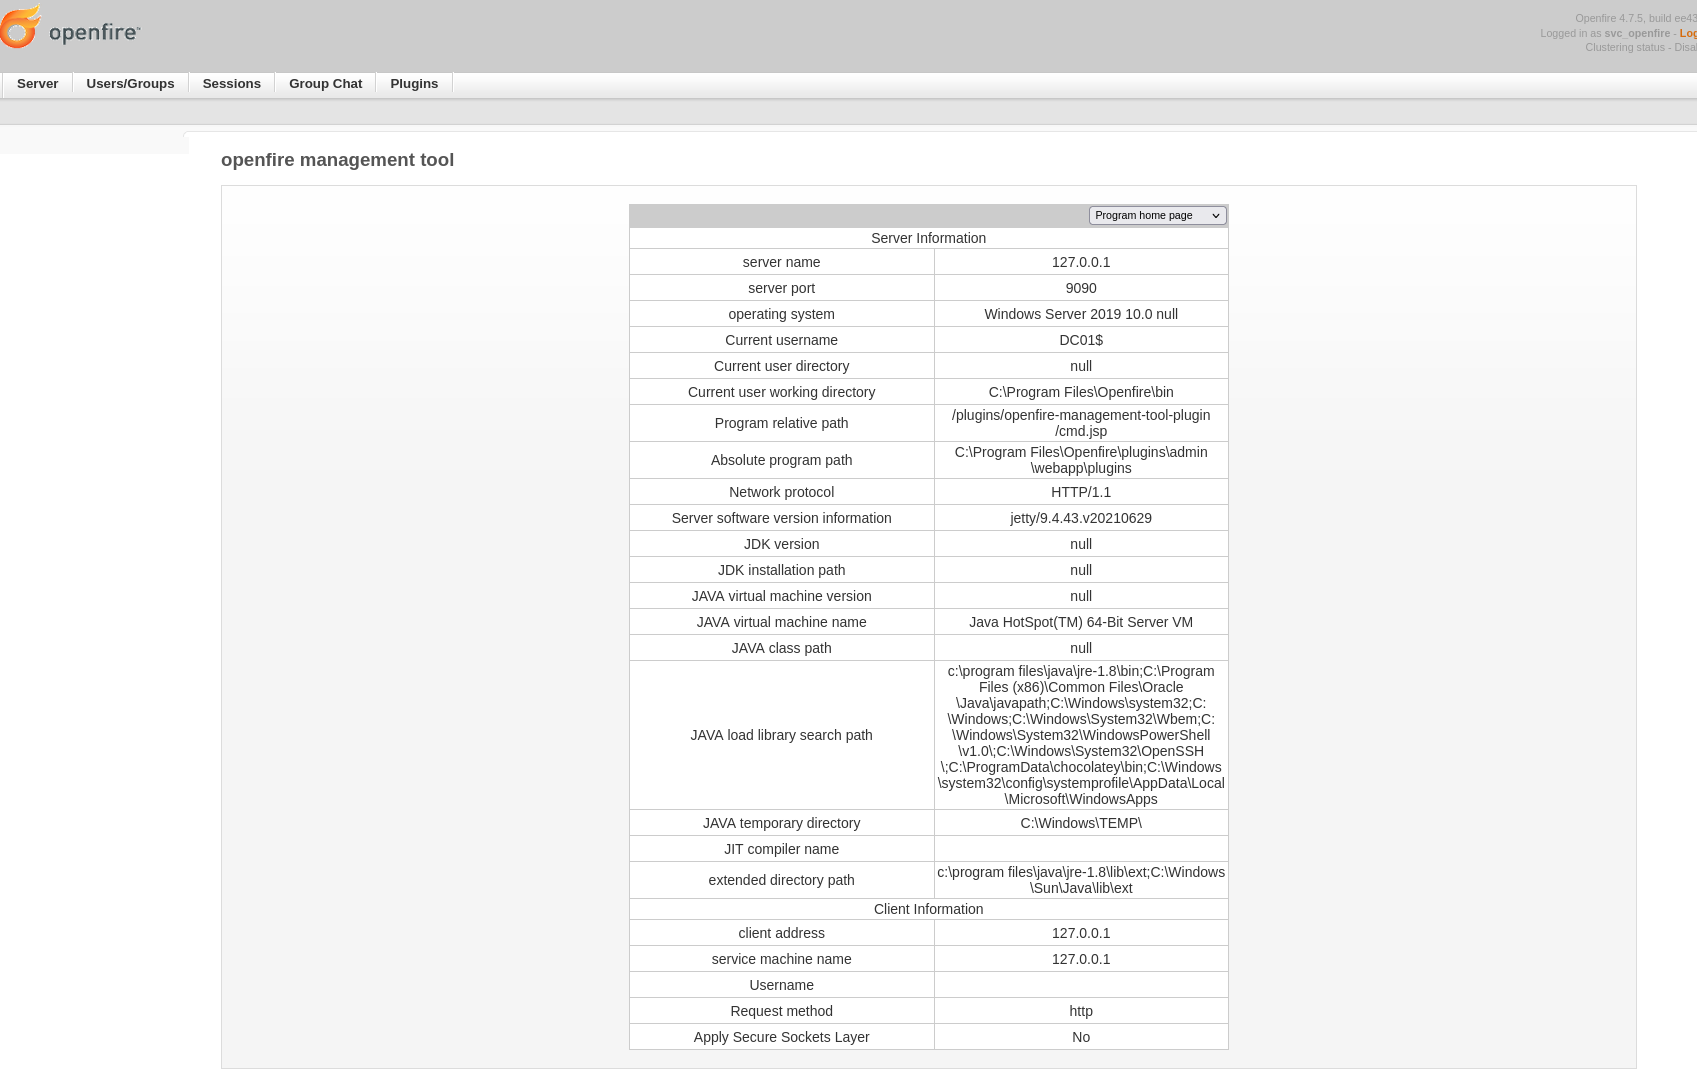 openfire™
Openfire 4.7.5, build ee43
Logged in as svc_openfire - Log
Clustering status - Disa
Server Users/Groups Sessions Group Chat Plugins
openfire management tool
Program home page
Server Information
server name 127.0.0.1
server port 9090
operating system Windows Server 2019 10.0 null
Current username DC01$
Current user directory null
Current user working directory C:\Program Files\Openfire\bin
Program relative path /plugins/openfire-management-tool-plugin
/cmd.jsp
Absolute program path C:\Program Files\Openfire\plugins\admin
\webapp\plugins
Network protocol HTTP/1.1
Server software version information jetty/9.4.43.v20210629
JDK version null
JDK installation path null
JAVA virtual machine version null
JAVA virtual machine name Java HotSpot(TM) 64-Bit Server VM
JAVA class path null
JAVA load library search path c:\program files\java\jre-1.8\bin;C:\Program
Files (x86)\Common Files\Oracle
\Java\javapath;C:\Windows\system32;C:
\Windows;C:\Windows\System32\Wbem;C:
\Windows\System32\WindowsPowerShell
\v1.0\;C:\Windows\System32\OpenSSH
\;C:\ProgramData\chocolatey\bin;C:\Windows
\system32\config\systemprofile\AppData\Local
\Microsoft\WindowsApps
JAVA temporary directory C:\Windows\TEMP\
JIT compiler name
extended directory path c:\program files\java\jre-1.8\lib\ext;C:\Windows
\Sun\Java\lib\ext
Client Information
client address 127.0.0.1
service machine name 127.0.0.1
Username
Request method http
Apply Secure Sockets Layer No